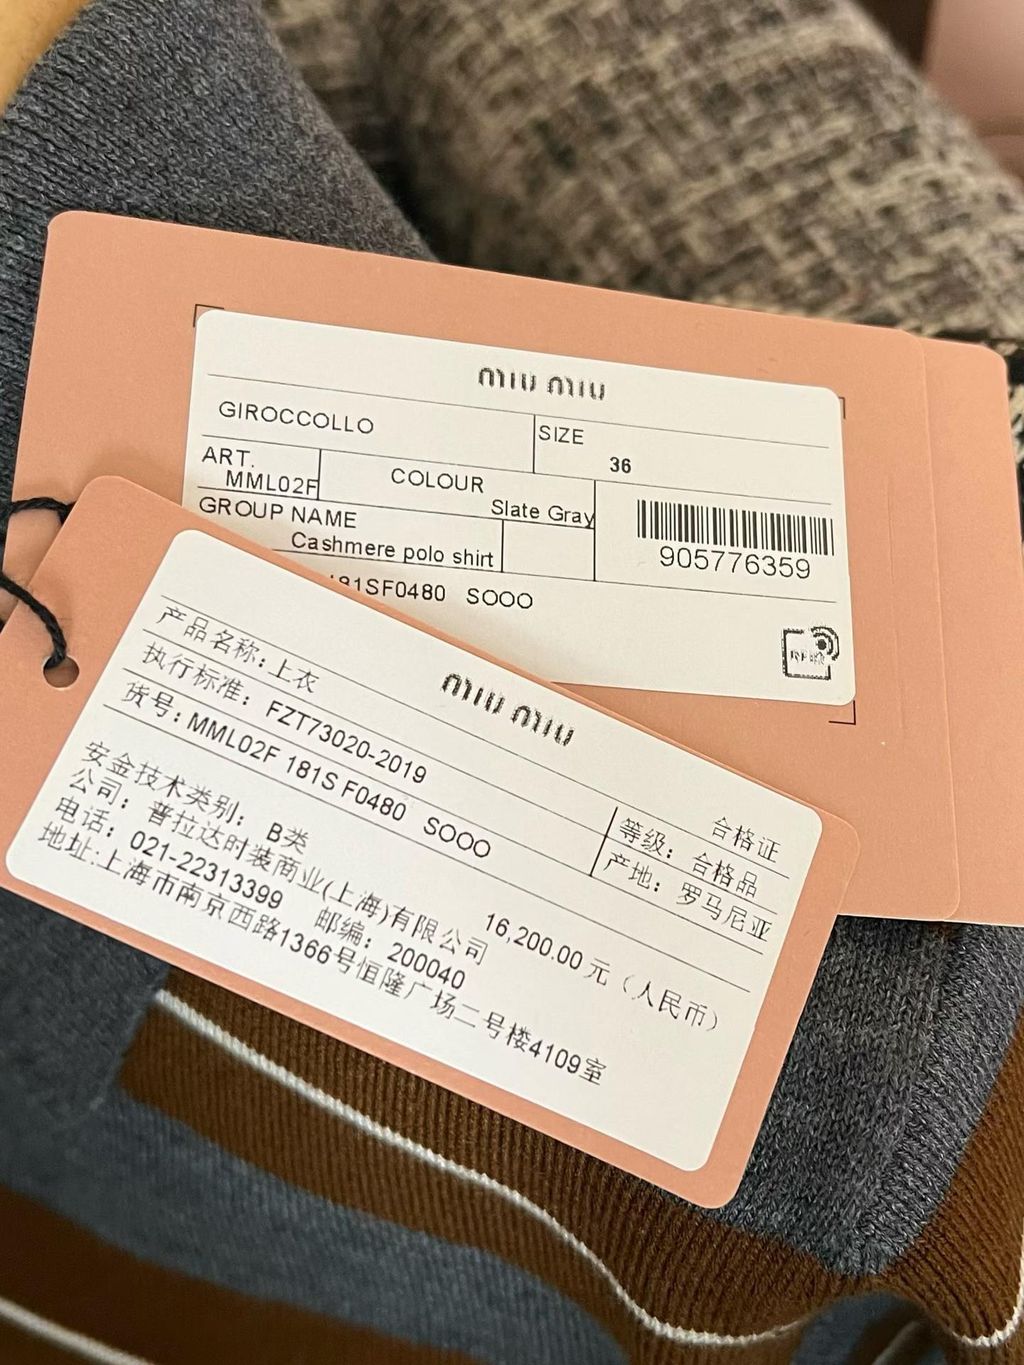 miu miu
GIROCCOLLO
SIZE
36
ART.
MML02F
COLOUR
Slate Gray
GROUP NAME
Cashmere polo shirt
905776359
181SF0480 SOOO
RFID
miu miu
产品名称:上衣
合格证
执行标准: FZT73020-2019
等级: 合格品
货号: MML02F 181S F0480 SOOO
产地: 罗马尼亚
安金技术类别: B类
16,200.00元（人民币）
公司: 普拉达时装商业(上海)有限公司
电话: 021-22313399 邮编: 200040
地址:上海市南京西路1366号恒隆广场二号楼4109室